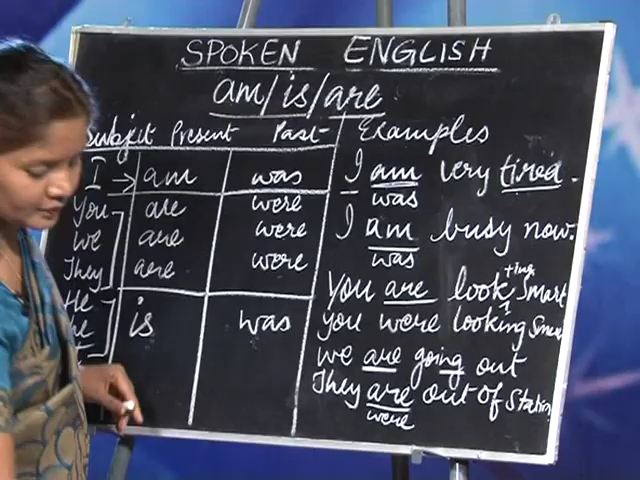 SPOKEN ENGLISH
am/is/are
Subject Present Past Examples
I → am was
You are were
We are were
They are were
He is was
I am very tired.
was
I am busy now.
was
You are look Smart
+ing
you were looking Smart
we are going out
They are out of Station
were